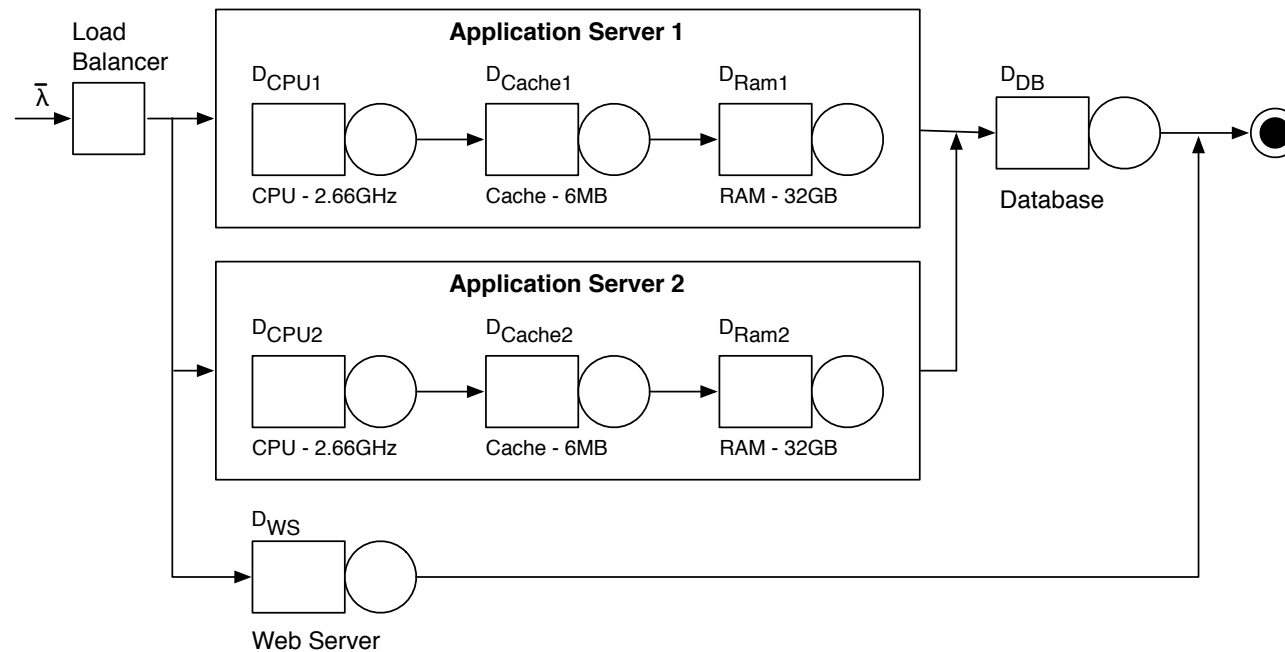 Load
Balancer
λ̄
Application Server 1
DCPU1
DCache1
DRam1
CPU - 2.66GHz
Cache - 6MB
RAM - 32GB
DDB
Database
Application Server 2
DCPU2
DCache2
DRam2
CPU - 2.66GHz
Cache - 6MB
RAM - 32GB
DWS
Web Server